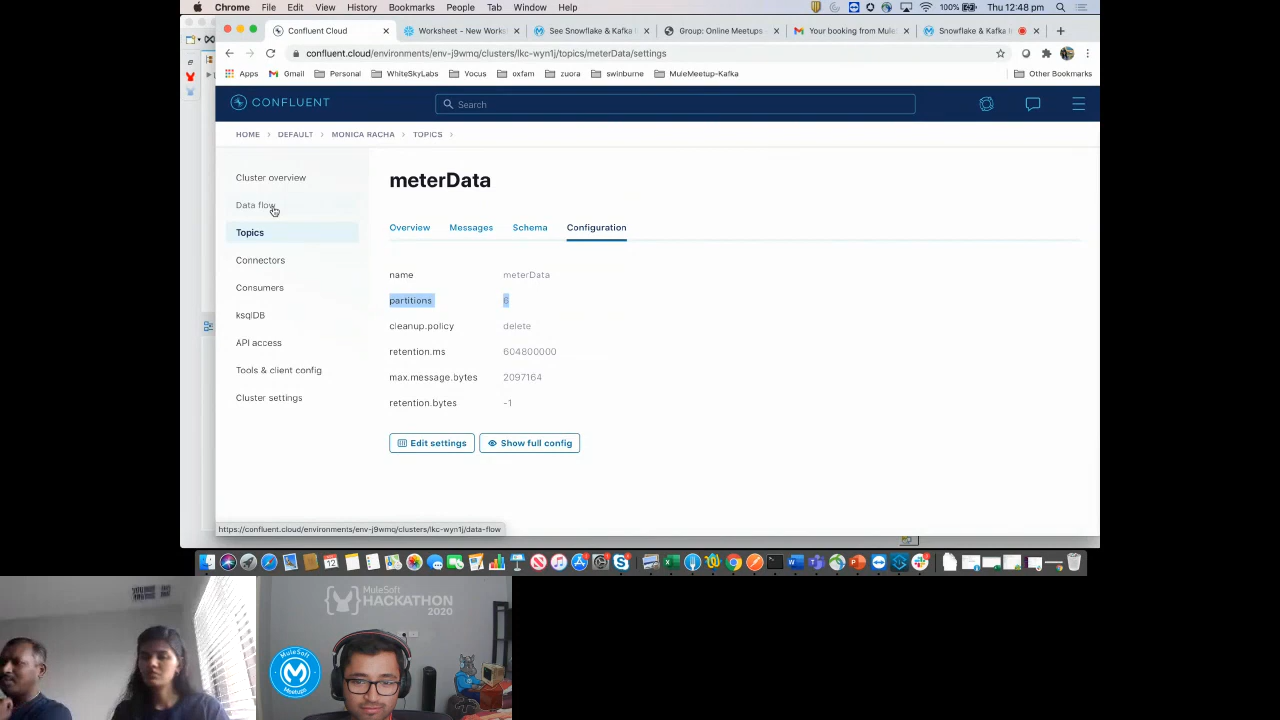 Chrome File Edit View History Bookmarks People Tab Window Help
100% Thu 12:48 pm
Confluent Cloud
Worksheet - New Works
See Snowflake & Kafka
Group: Online Meetups -
Your booking from Mule
Snowflake & Kafka
confluent.cloud/environments/env-j9wmq/clusters/lkc-wyn1j/topics/meterData/settings
Apps Gmail Personal WhiteSkyLabs Vocus oxfam zuora swinburne MuleMeetup-Kafka Other Bookmarks
CONFLUENT
Search
HOME > DEFAULT > MONICA RACHA > TOPICS >
Cluster overview
Data flow
Topics
Connectors
Consumers
ksqlDB
API access
Tools & client config
Cluster settings
meterData
Overview Messages Schema Configuration
name meterData
partitions 6
cleanup.policy delete
retention.ms 604800000
max.message.bytes 2097164
retention.bytes -1
Edit settings Show full config
https://confluent.cloud/environments/env-j9wmq/clusters/lkc-wyn1j/data-flow
MuleSoft
HACKATHON
2020
MuleSoft
Meetups